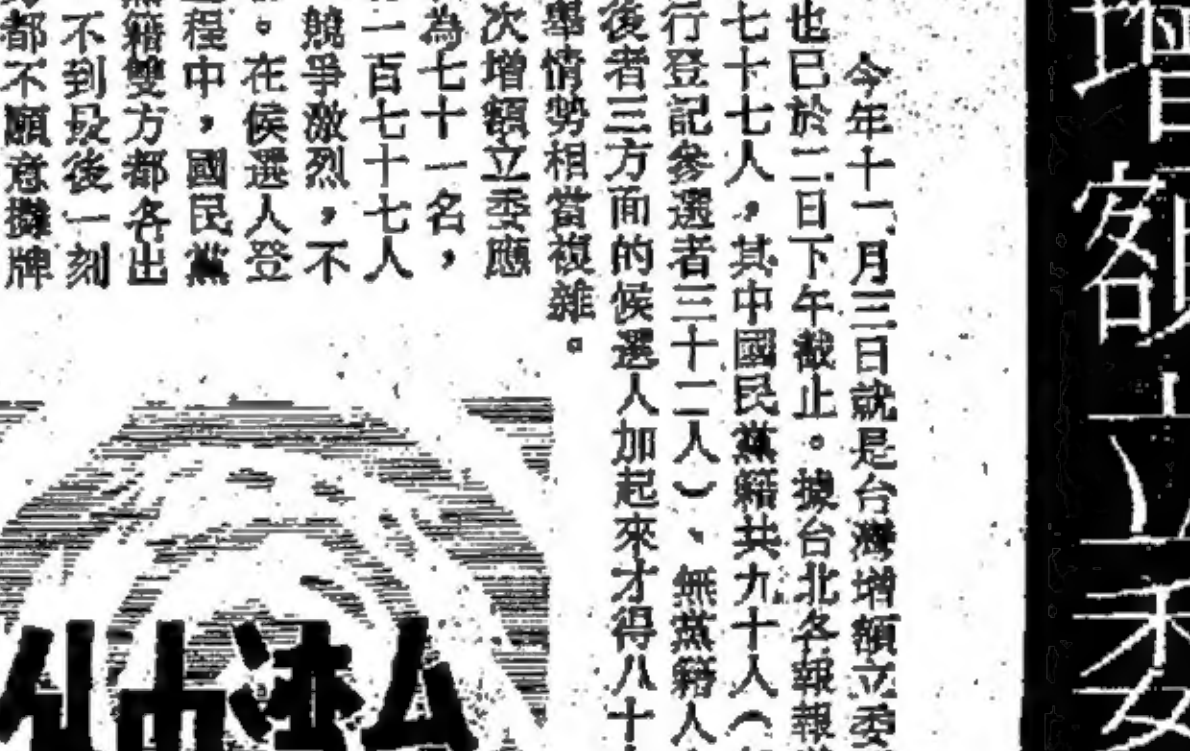 增額立委
今年十一月三日就是台灣增額立委
也已於二日下午截止。據台北各報報
七十七人，其中國民黨籍共九十人（
行登記參選者三十二人）、無黨籍人
後者三方面的候選人加起來才得八十
舉情勢相當複雜。
次增額立委應
為七十一名，
一百七十七人
競爭激烈，不
。在候選人登
程中，國民黨
無籍雙方都各出
不到最後一刻
都不願意攤牌